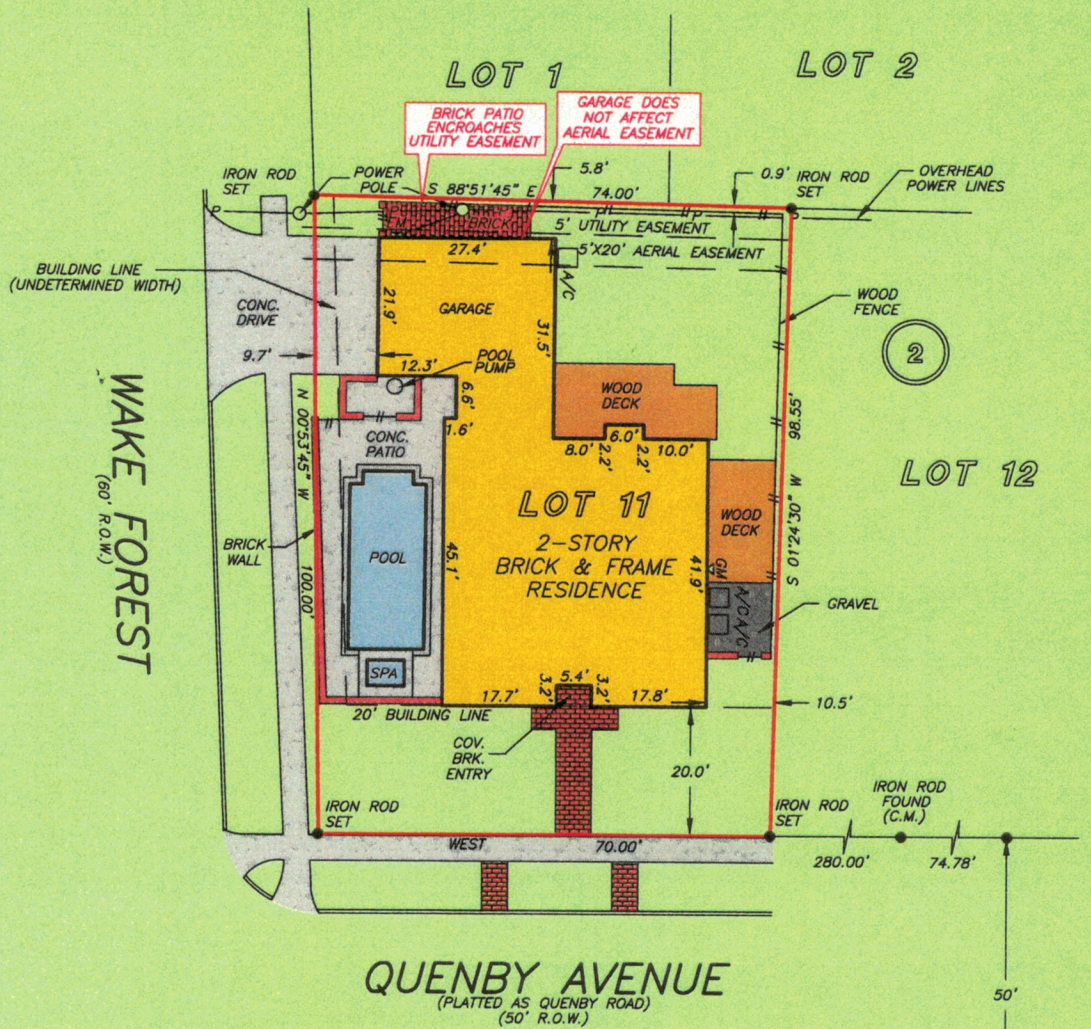 LOT 1
LOT 2
BRICK PATIO
ENCROACHES
UTILITY EASEMENT
GARAGE DOES
NOT AFFECT
AERIAL EASEMENT
IRON ROD
SET
POWER
POLE
S 88°51'45" E
5.8'
74.00'
0.9'
IRON ROD
SET
OVERHEAD
POWER LINES
P
P
P
P
EM
BRICK
5' UTILITY EASEMENT
27.4'
5'X20' AERIAL EASEMENT
A/C
BUILDING LINE
(UNDETERMINED WIDTH)
CONC.
DRIVE
21.9'
GARAGE
31.5'
WOOD
FENCE
2
9.7'
12.3'
POOL
PUMP
6.6'
1.6'
WOOD
DECK
6.0'
8.0'
2.2'
2.2'
10.0'
98.55'
S 01°24'30" W
WAKE FOREST
(60' R.O.W.)
N 00°53'45" W
100.00'
CONC.
PATIO
LOT 12
LOT 11
2-STORY
BRICK & FRAME
RESIDENCE
WOOD
DECK
BRICK
WALL
POOL
45.1'
41.9'
GM
A/C
A/C
GRAVEL
SPA
17.7'
3.2'
5.4'
3.2'
17.8'
10.5'
20' BUILDING LINE
COV.
BRK.
ENTRY
20.0'
IRON ROD
SET
IRON ROD
SET
IRON ROD
FOUND
(C.M.)
WEST
70.00'
280.00'
74.78'
QUENBY AVENUE
(PLATTED AS QUENBY ROAD)
(50' R.O.W.)
50'